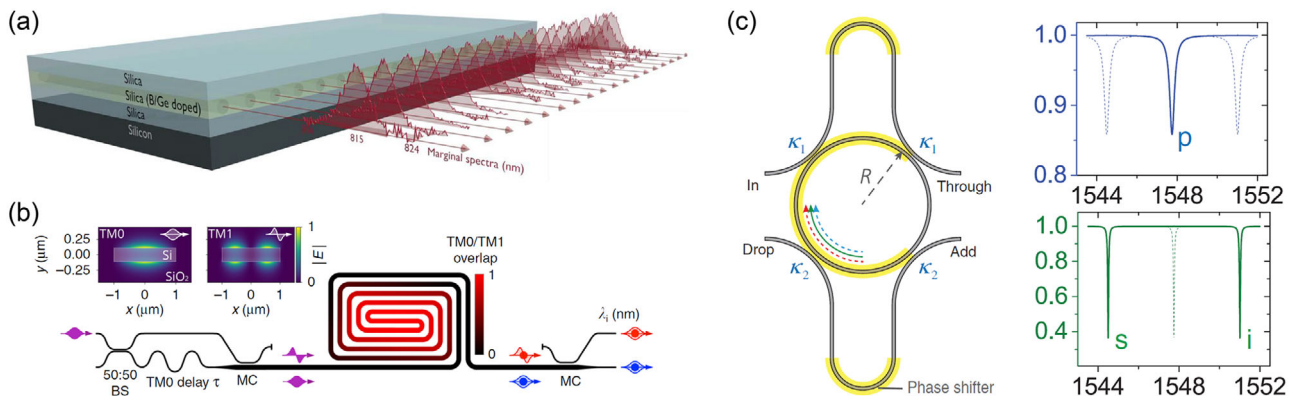 (a)
Silica
Silica (B/Ge doped)
Silica
Silicon
815
824
Marginal spectra (nm)
(b)
TM0
TM1
y (μm)
0.25
0.00
−0.25
Si
SiO₂
−1 0 1
x (μm)
−1 0 1
x (μm)
1
|E|
0
TM0/TM1
overlap
1
0
λᵢ (nm)
50:50
BS
TM0 delay τ
MC
MC
(c)
κ₁
κ₁
In
Through
R
Drop
Add
κ₂
κ₂
Phase shifter
1.0
0.9
0.8
p
1544 1548 1552
1.0
0.8
0.6
0.4
s
i
1544 1548 1552